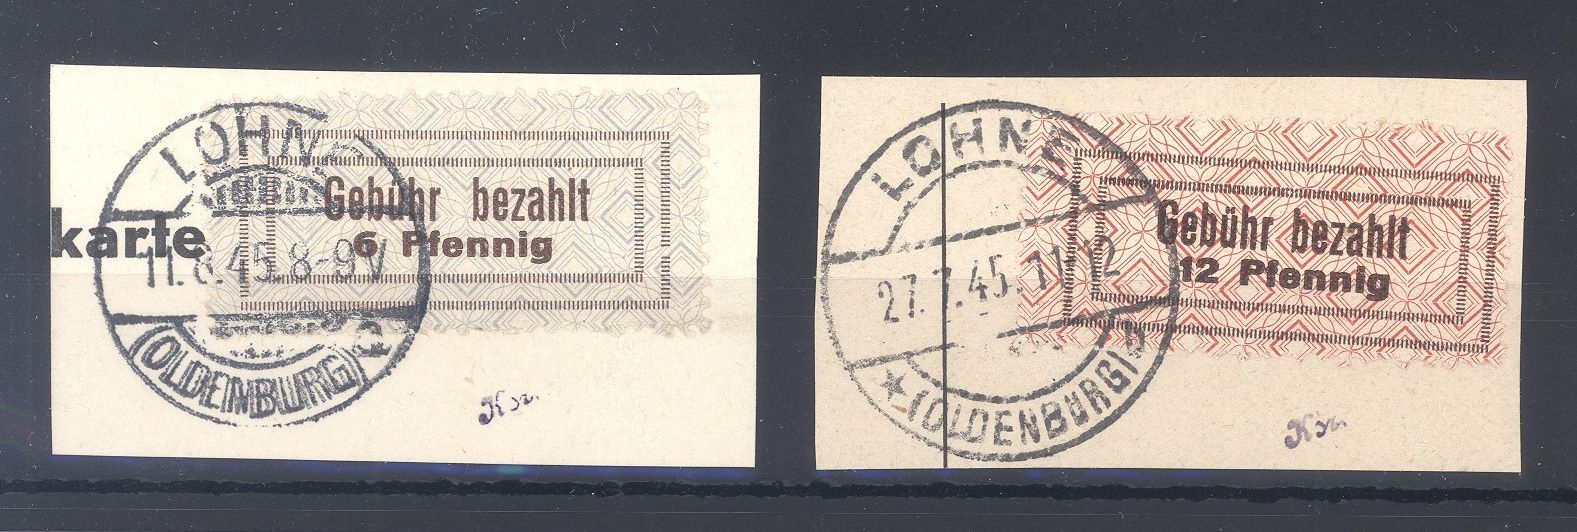 LOHNE
Gebühr bezahlt
6 Pfennig
karte
11.8.45.8-9V
(OLDENBURG) a
LOHNE
Gebühr bezahlt
12 Pfennig
27.7.45.11-12
★ (OLDENBURG) b